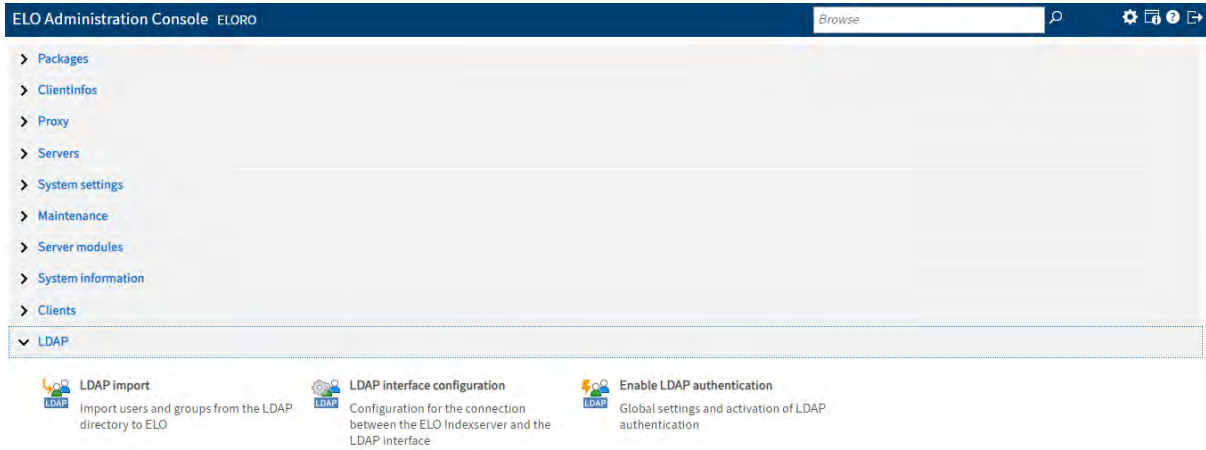 ELO Administration Console ELORO Browse
Packages
ClientInfos
Proxy
Servers
System settings
Maintenance
Server modules
System information
Clients
LDAP
LDAP LDAP import
Import users and groups from the LDAP
directory to ELO
LDAP LDAP interface configuration
Configuration for the connection
between the ELO Indexserver and the
LDAP interface
LDAP Enable LDAP authentication
Global settings and activation of LDAP
authentication